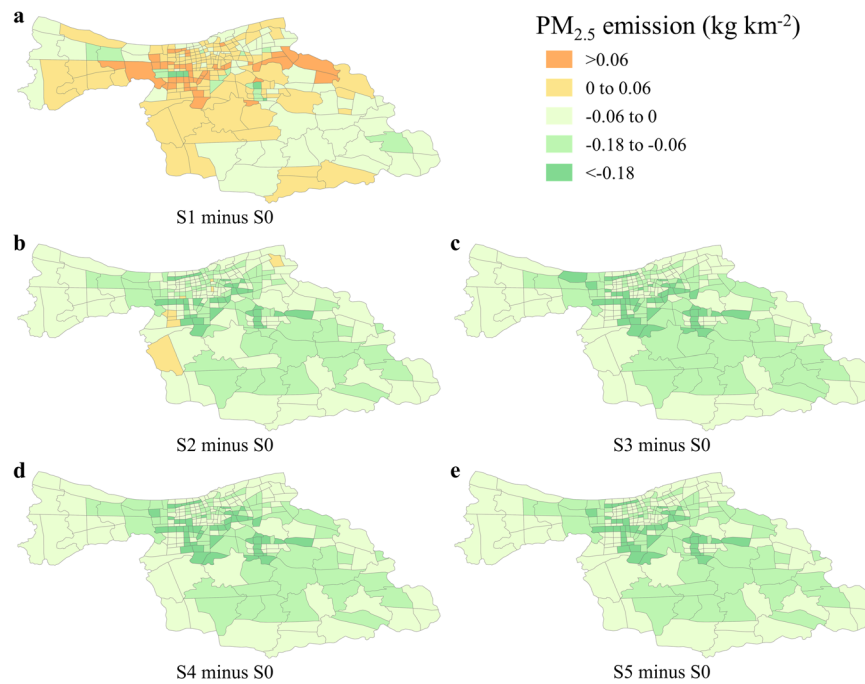 a
PM2.5 emission (kg km-2)
>0.06
0 to 0.06
-0.06 to 0
-0.18 to -0.06
<-0.18
S1 minus S0
b
c
S2 minus S0
S3 minus S0
d
e
S4 minus S0
S5 minus S0